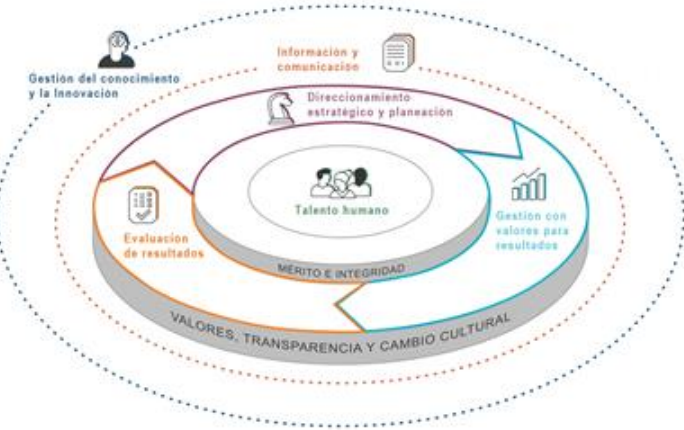 Información y
comunicación
Gestión del conocimiento
y la Innovación
Direccionamiento
estratégico y planeación
Talento humano
Gestión con
valores para
resultados
Evaluación
de resultados
MÉRITO E INTEGRIDAD
VALORES, TRANSPARENCIA Y CAMBIO CULTURAL